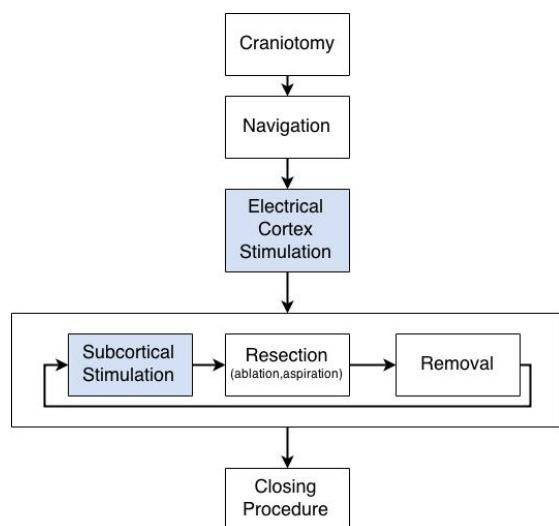 Craniotomy
Navigation
Electrical
Cortex
Stimulation
Subcortical
Stimulation
Resection
(ablation,aspiration)
Removal
Closing
Procedure